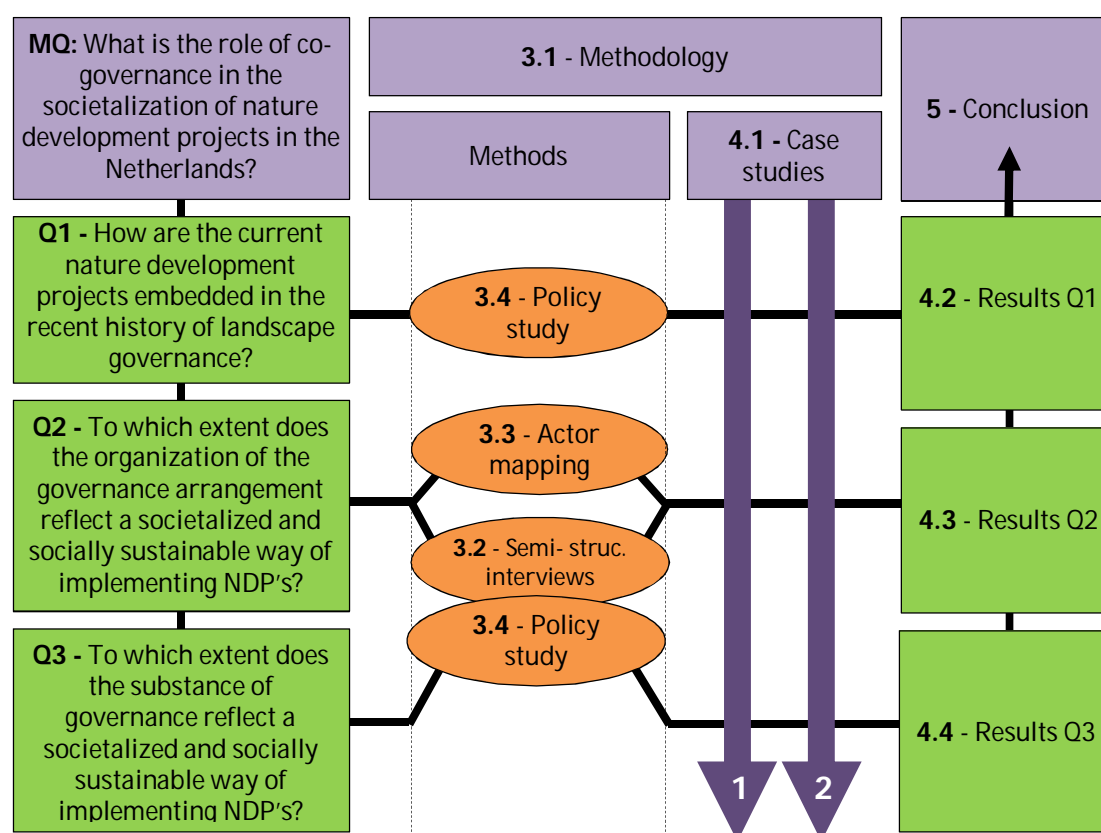 MQ: What is the role of co-
governance in the
societalization of nature
development projects in the
Netherlands?
3.1 - Methodology
Methods
4.1 - Case
studies
5 - Conclusion
Q1 - How are the current
nature development
projects embedded in the
recent history of landscape
governance?
3.4 - Policy
study
4.2 - Results Q1
Q2 - To which extent does
the organization of the
governance arrangement
reflect a societalized and
socially sustainable way of
implementing NDP's?
3.3 - Actor
mapping
3.2 - Semi- struc.
interviews
4.3 - Results Q2
Q3 - To which extent does
the substance of
governance reflect a
societalized and socially
sustainable way of
implementing NDP's?
3.4 - Policy
study
4.4 - Results Q3
1
2